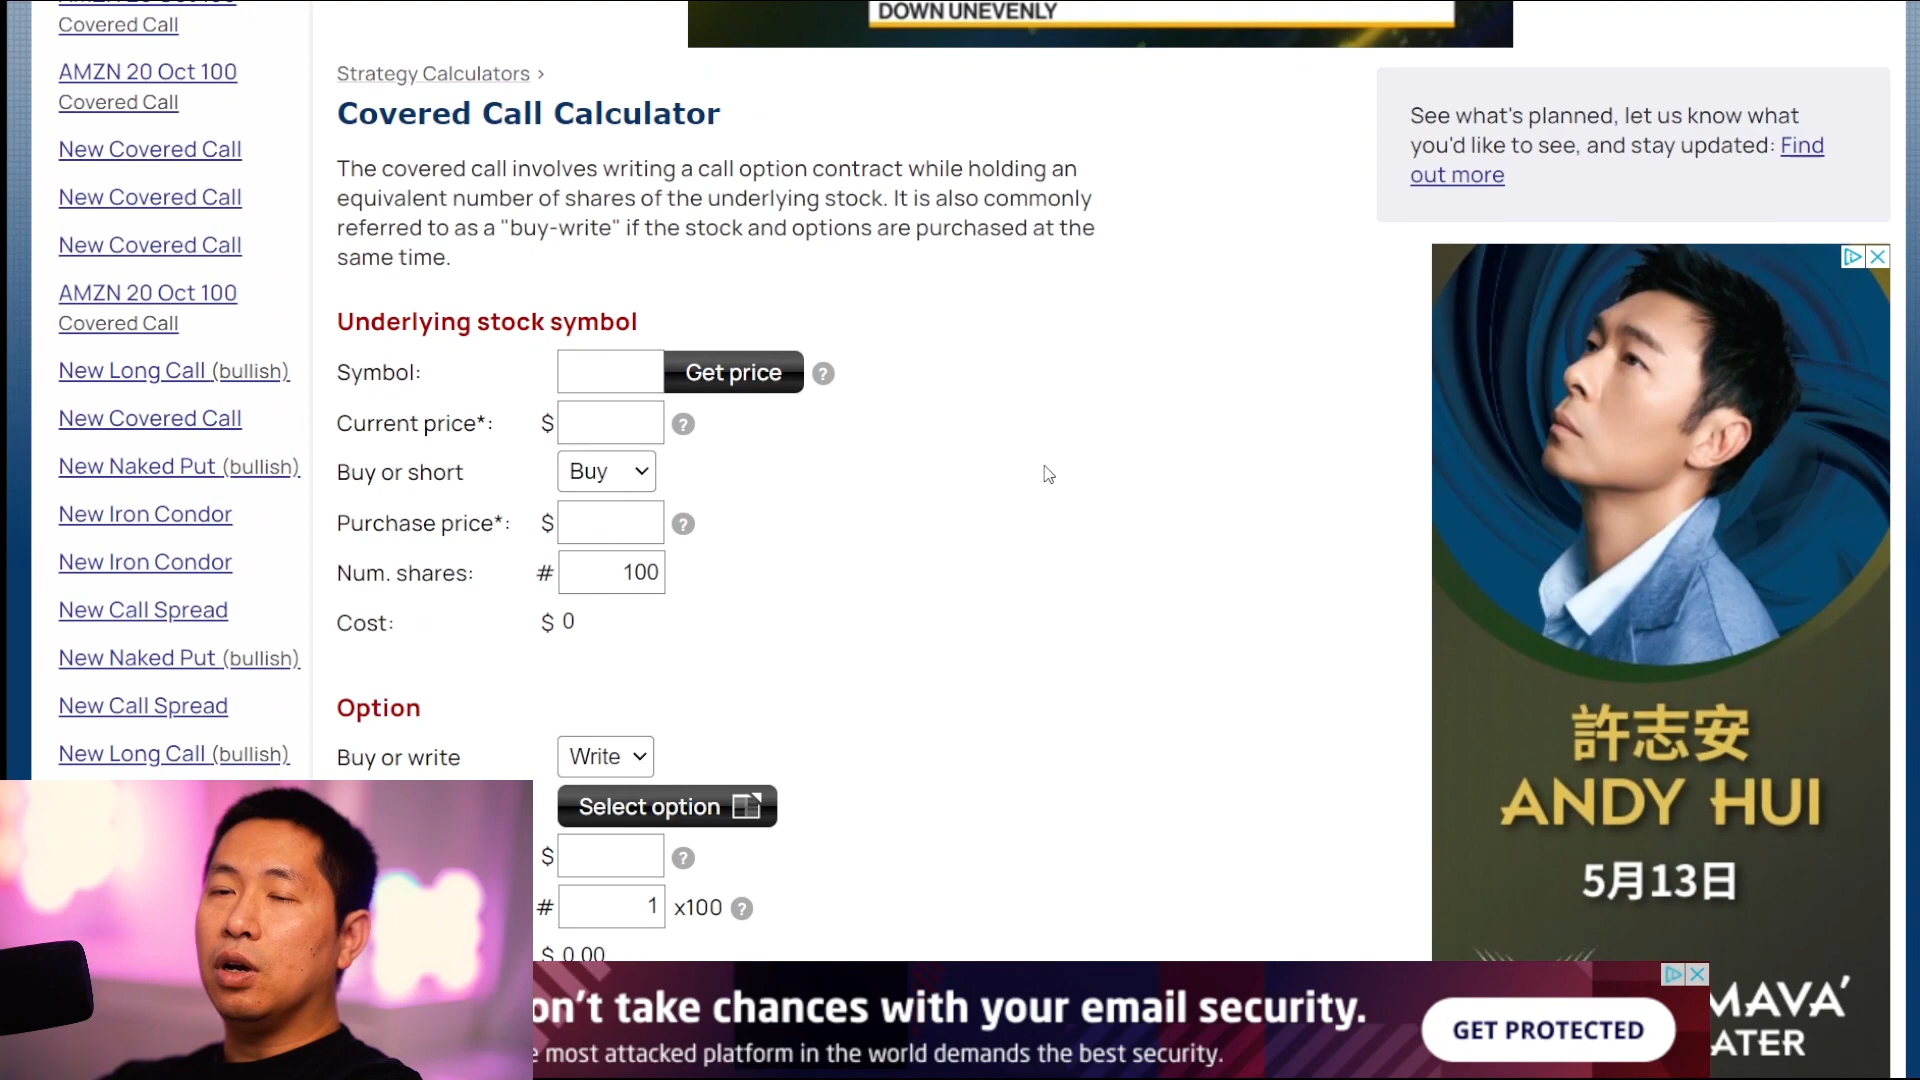 DOWN UNEVENLY
Covered Call
AMZN 20 Oct 100
Covered Call
New Covered Call
New Covered Call
New Covered Call
AMZN 20 Oct 100
Covered Call
New Long Call (bullish)
New Covered Call
New Naked Put (bullish)
New Iron Condor
New Iron Condor
New Call Spread
New Naked Put (bullish)
New Call Spread
New Long Call (bullish)
Strategy Calculators ›
Covered Call Calculator
The covered call involves writing a call option contract while holding an
equivalent number of shares of the underlying stock. It is also commonly
referred to as a "buy-write" if the stock and options are purchased at the
same time.
Underlying stock symbol
Symbol: Get price ?
Current price*: $ ?
Buy or short Buy
Purchase price*: $ ?
Num. shares: # 100
Cost: $ 0
Option
Buy or write Write
Select option
$ ?
# 1 x100 ?
$ 0.00
See what's planned, let us know what
you'd like to see, and stay updated: Find
out more
許志安
ANDY HUI
5月13日
MAVA'
ATER
on't take chances with your email security.
e most attacked platform in the world demands the best security.
GET PROTECTED